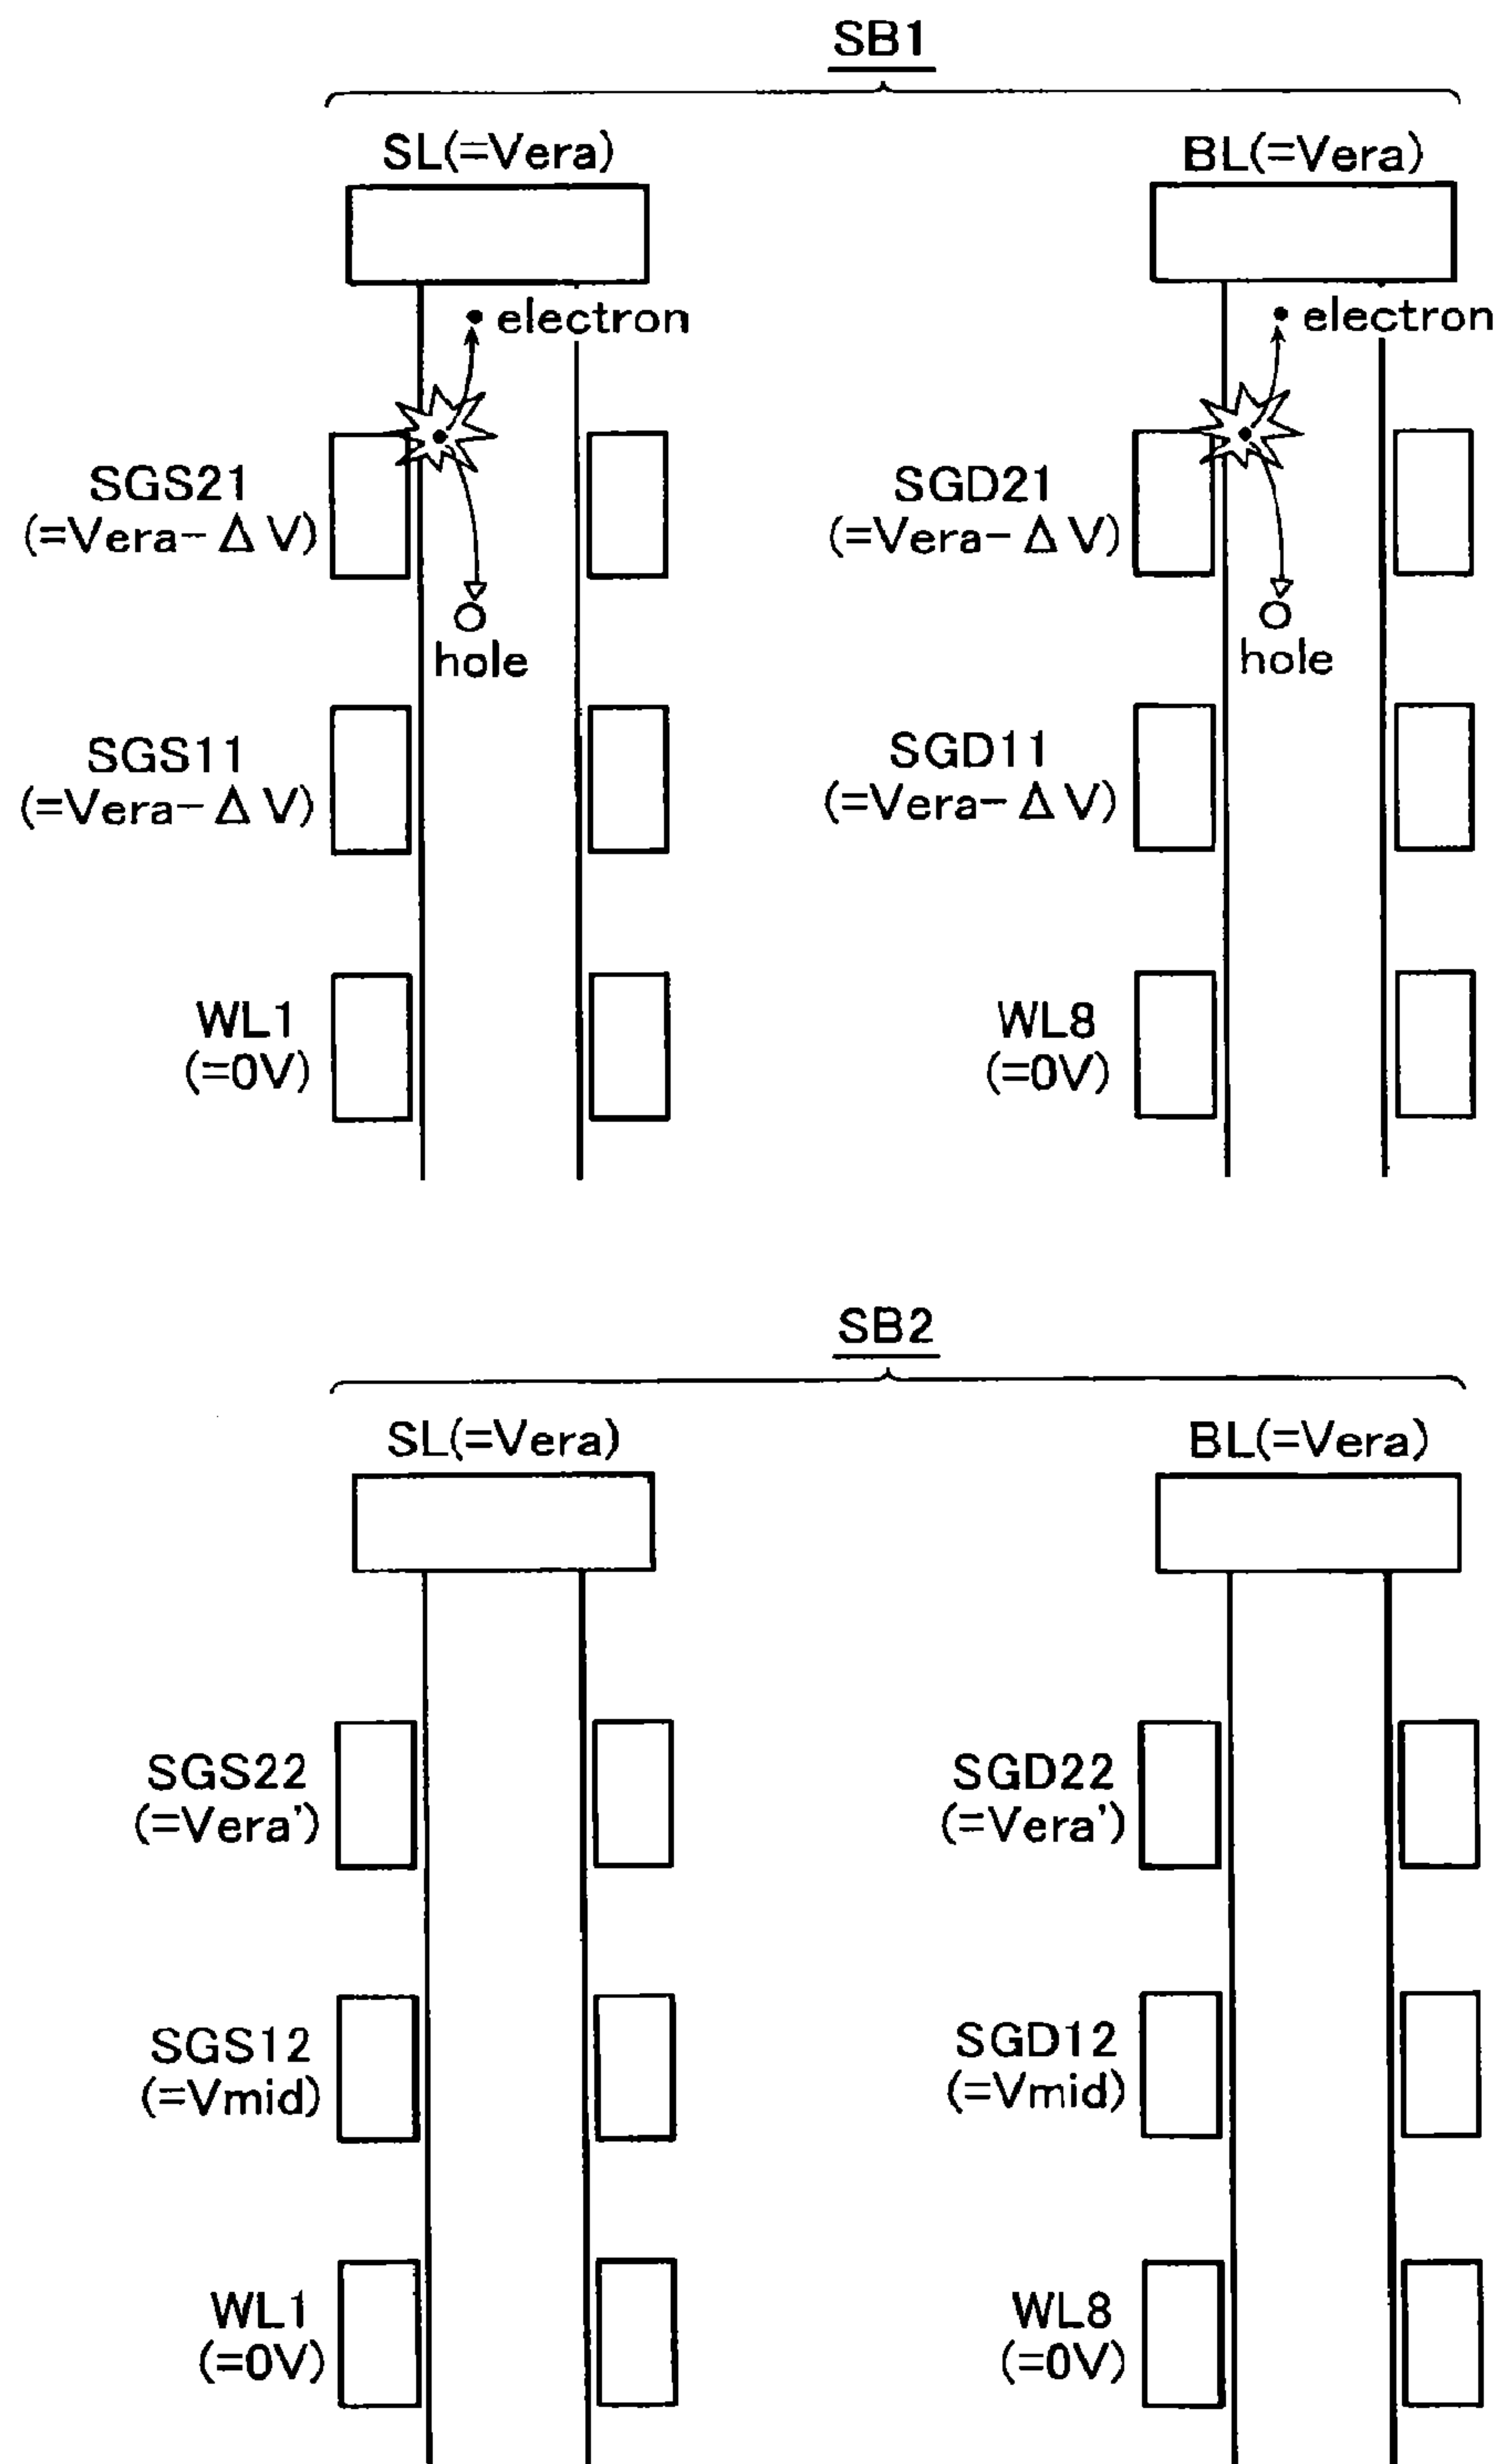 SB1
SL(=Vera)
BL(=Vera)
electron
electron
SGS21
(=Vera-ΔV)
SGD21
(=Vera-ΔV)
hole
hole
SGS11
(=Vera-ΔV)
SGD11
(=Vera-ΔV)
WL1
(=0V)
WL8
(=0V)
SB2
SL(=Vera)
BL(=Vera)
SGS22
(=Vera')
SGD22
(=Vera')
SGS12
(=Vmid)
SGD12
(=Vmid)
WL1
(=0V)
WL8
(=0V)